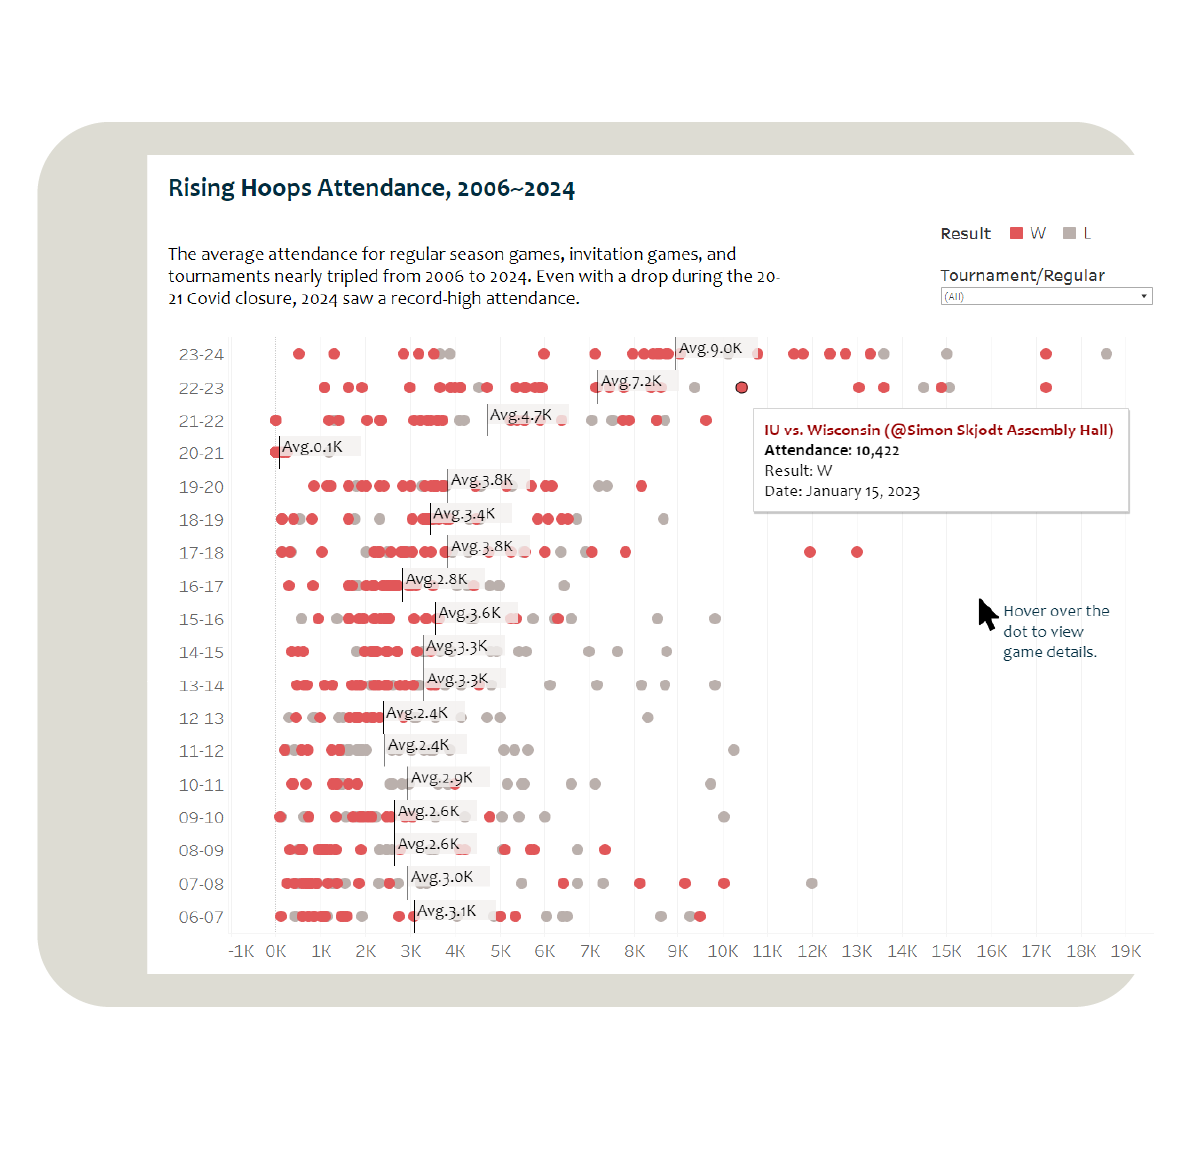 Rising Hoops Attendance, 2006~2024
Result W L
The average attendance for regular season games, invitation games, and
tournaments nearly tripled from 2006 to 2024. Even with a drop during the 20-
21 Covid closure, 2024 saw a record-high attendance.
Tournament/Regular
(All)
23-24 Avg.9.0K
22-23 Avg.7.2K
21-22 Avg.4.7K
IU vs. Wisconsin (@Simon Skjodt Assembly Hall)
Attendance: 10,422
Result: W
Date: January 15, 2023
20-21 Avg.0.1K
19-20 Avg.3.8K
18-19 Avg.3.4K
17-18 Avg.3.8K
16-17 Avg.2.8K
15-16 Avg.3.6K
Hover over the
dot to view
game details.
14-15 Avg.3.3K
13-14 Avg.3.3K
12 13 Avg.2.4K
11-12 Avg.2.4K
10-11 Avg.2.9K
09-10 Avg.2.6K
08-09 Avg.2.6K
07-08 Avg.3.0K
06-07 Avg.3.1K
-1K 0K 1K 2K 3K 4K 5K 6K 7K 8K 9K 10K 11K 12K 13K 14K 15K 16K 17K 18K 19K